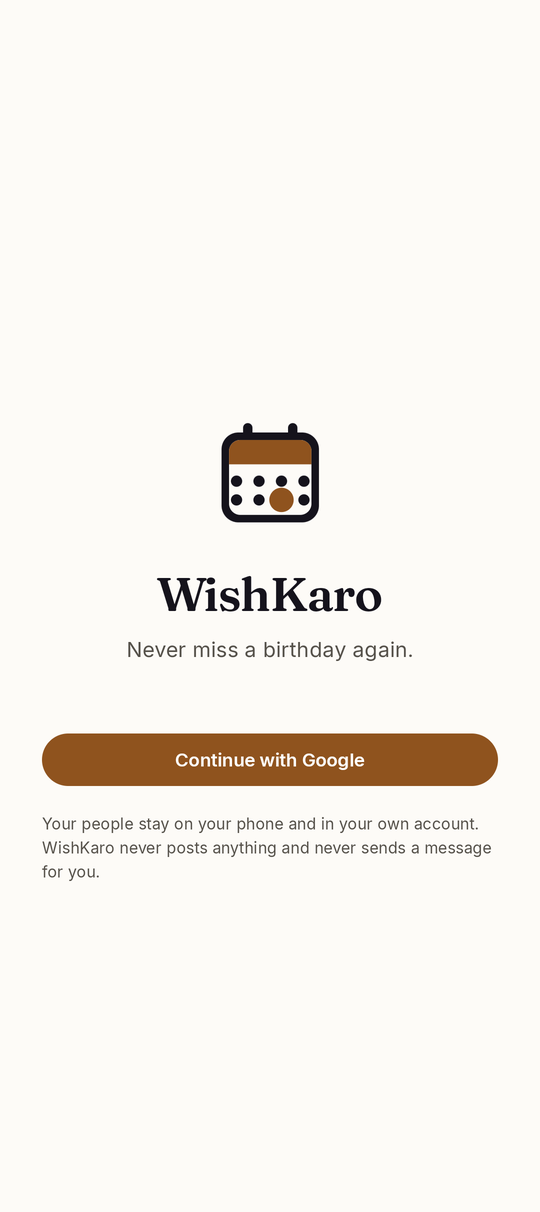 WishKaro
Never miss a birthday again.
Continue with Google
Your people stay on your phone and in your own account.
WishKaro never posts anything and never sends a message
for you.